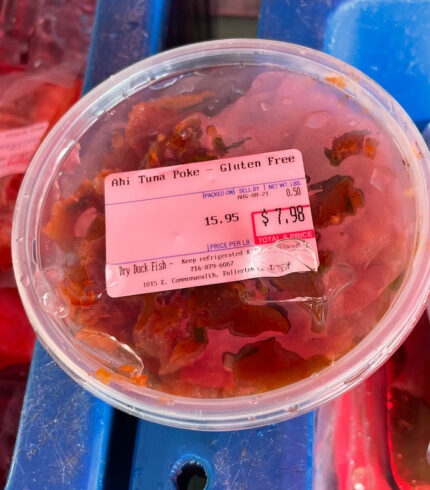 Ahi Tuna Poke - Gluten Free
PACKED ON SELL BY NET WT LBS
AUG-09-21 0.50
15.95 $ 7.98
PRICE PER LB TOTAL $ PRICE
Dry Dock Fish - Keep refrigerated
714-879-6067
1015 E. Commonwealth, Fullerton